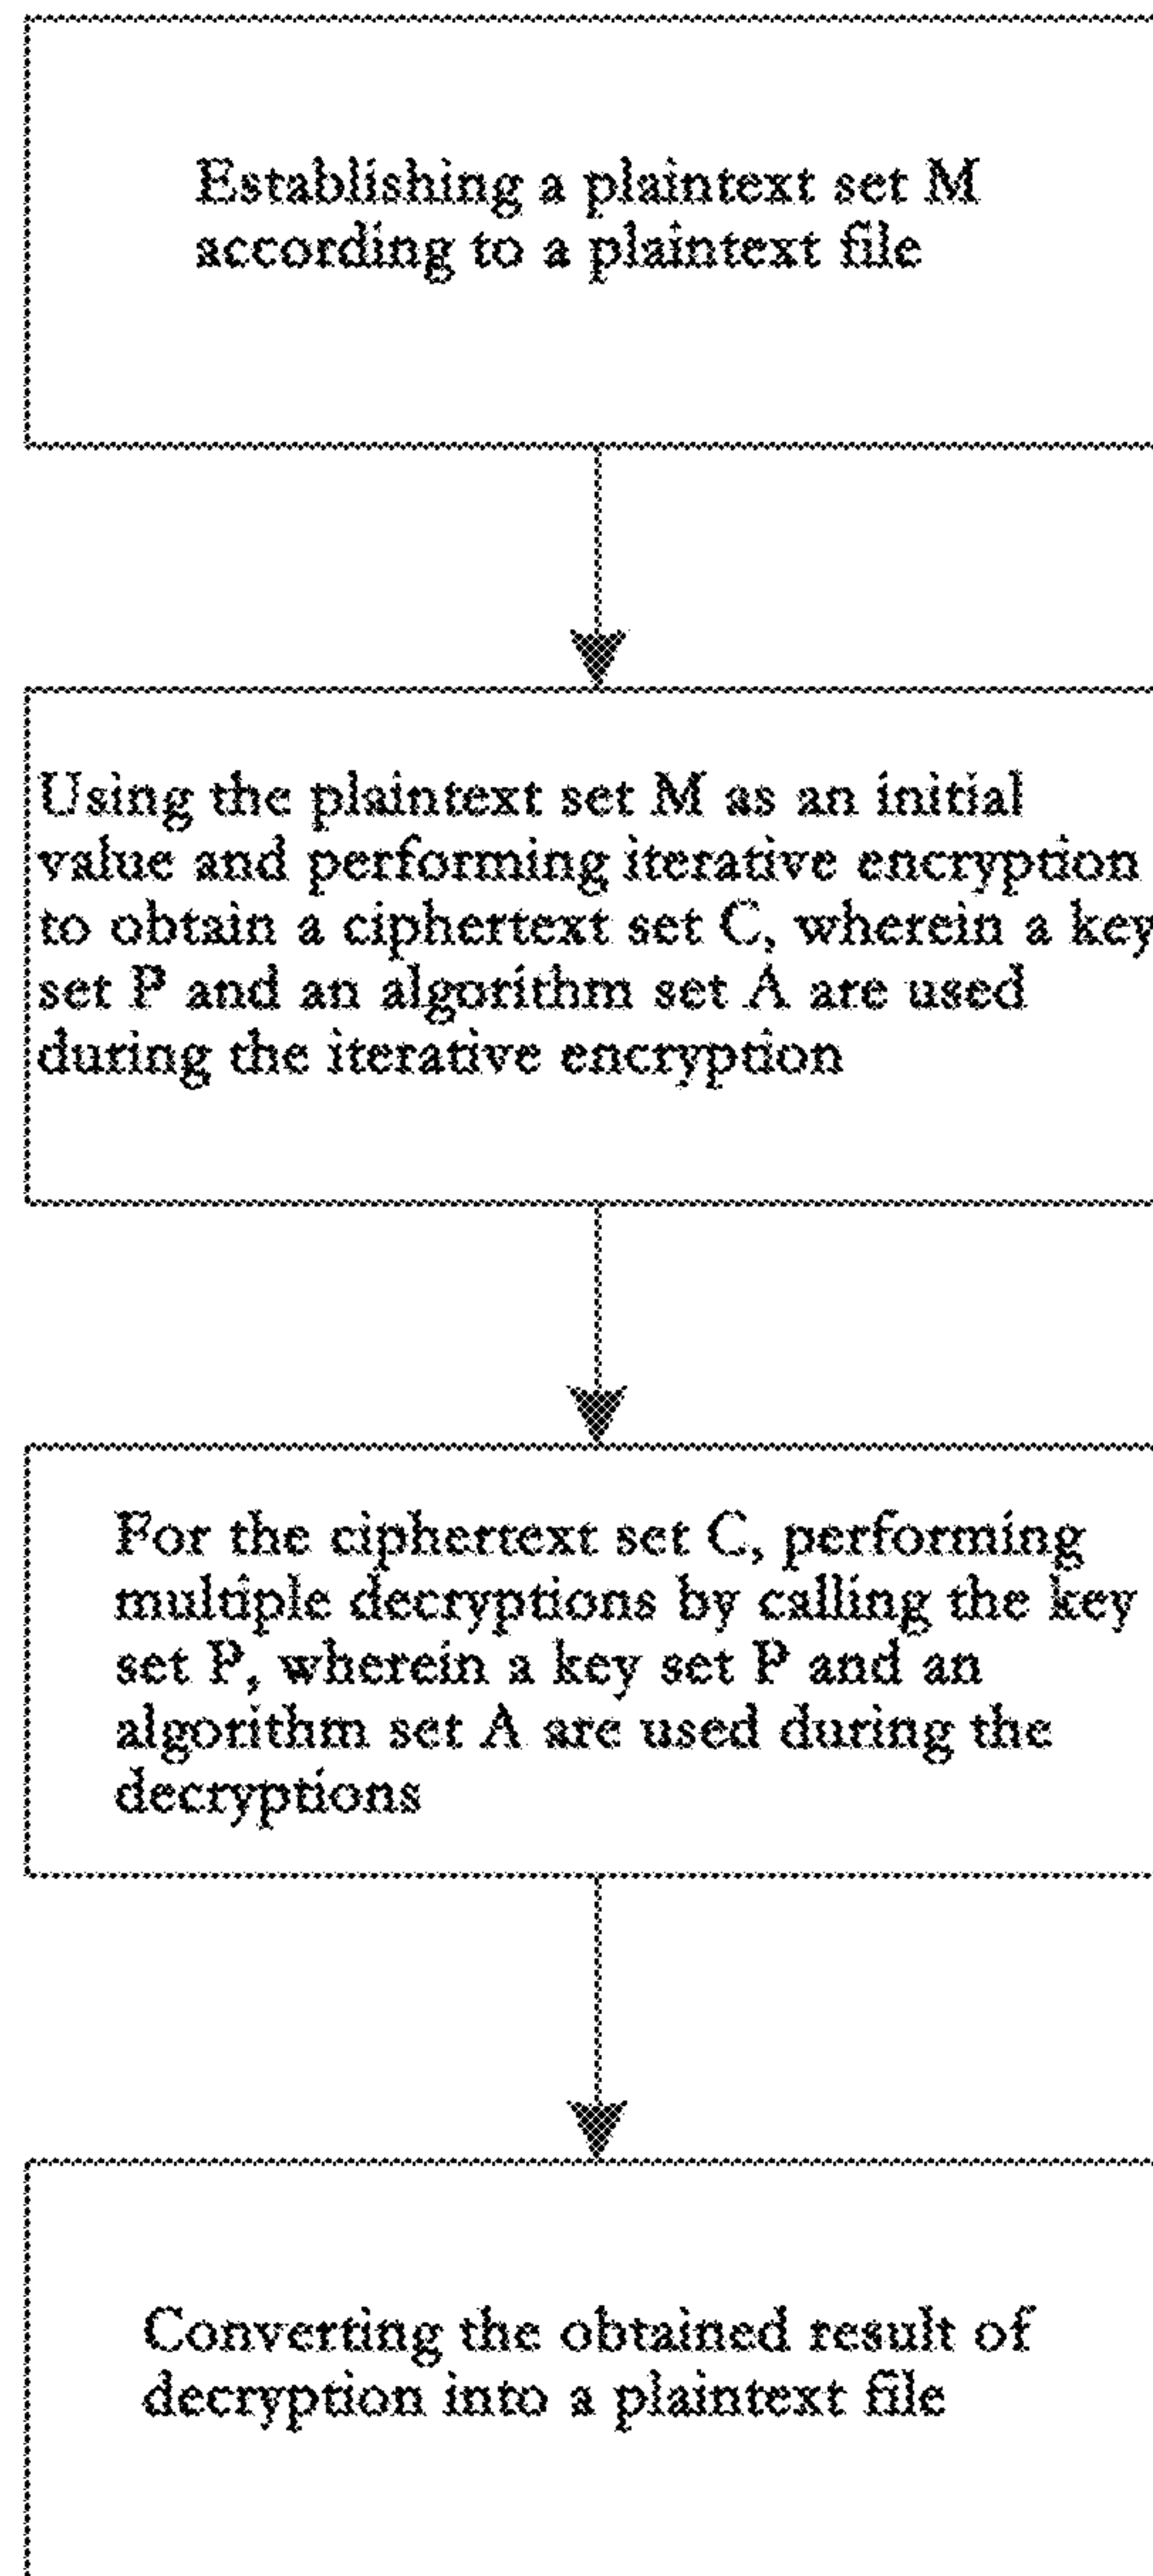 Establishing a plaintext set M
according to a plaintext file
Using the plaintext set M as an initial
value and performing iterative encryption
to obtain a ciphertext set C, wherein a key
set P and an algorithm set A are used
during the iterative encryption
For the ciphertext set C, performing
multiple decryptions by calling the key
set P, wherein a key set P and an
algorithm set A are used during the
decryptions
Converting the obtained result of
decryption into a plaintext file